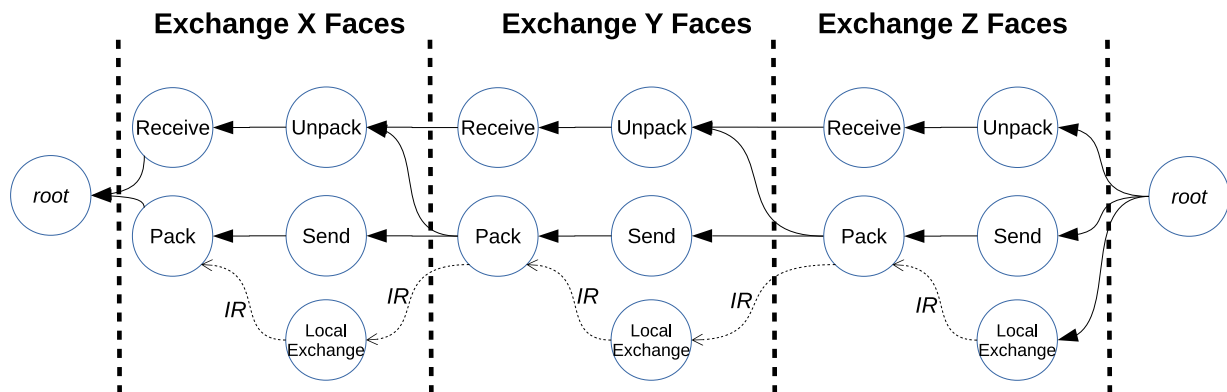 Exchange X Faces
Exchange Y Faces
Exchange Z Faces
Receive
Unpack
Receive
Unpack
Receive
Unpack
root
root
Pack
Send
Pack
Send
Pack
Send
IR
IR
IR
IR
IR
Local
Exchange
Local
Exchange
Local
Exchange